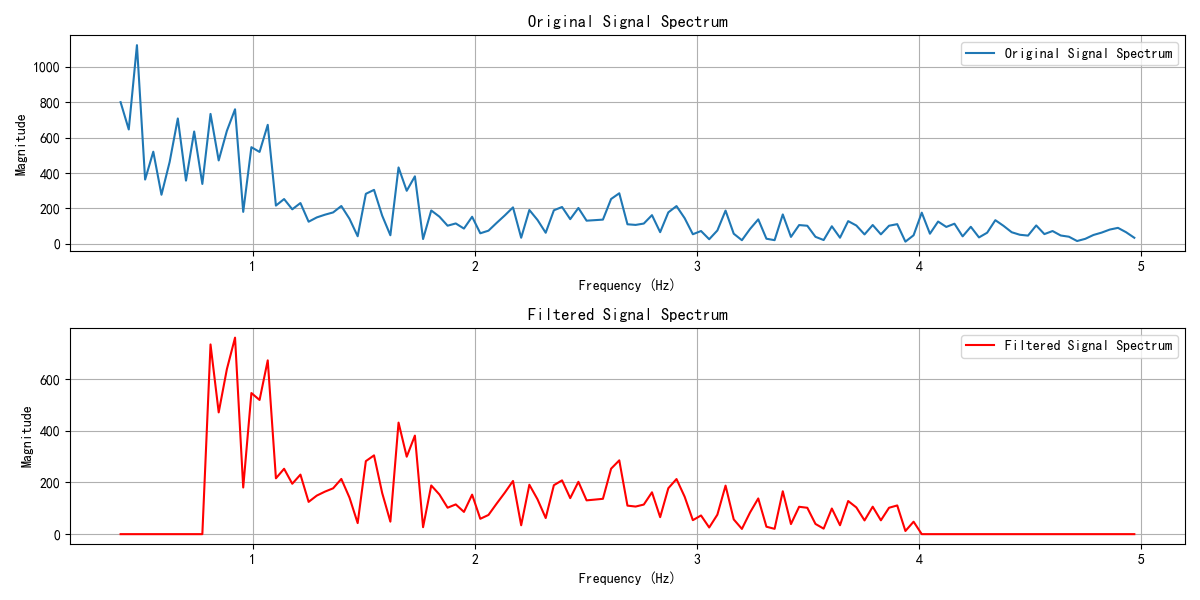 Original Signal Spectrum
Original Signal Spectrum
Magnitude
1000
800
600
400
200
0
1
2
3
4
5
Frequency (Hz)
Filtered Signal Spectrum
Filtered Signal Spectrum
Magnitude
600
400
200
0
1
2
3
4
5
Frequency (Hz)